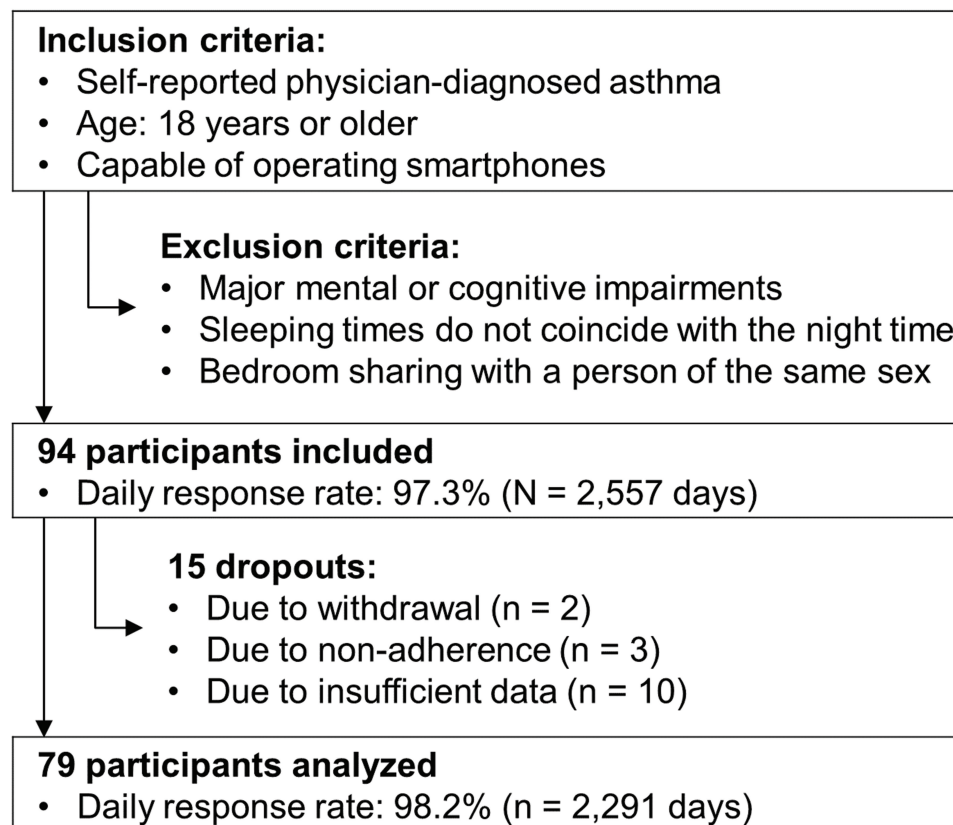 Inclusion criteria:
• Self-reported physician-diagnosed asthma
• Age: 18 years or older
• Capable of operating smartphones
Exclusion criteria:
• Major mental or cognitive impairments
• Sleeping times do not coincide with the night time
• Bedroom sharing with a person of the same sex
94 participants included
• Daily response rate: 97.3% (N = 2,557 days)
15 dropouts:
• Due to withdrawal (n = 2)
• Due to non-adherence (n = 3)
• Due to insufficient data (n = 10)
79 participants analyzed
• Daily response rate: 98.2% (n = 2,291 days)